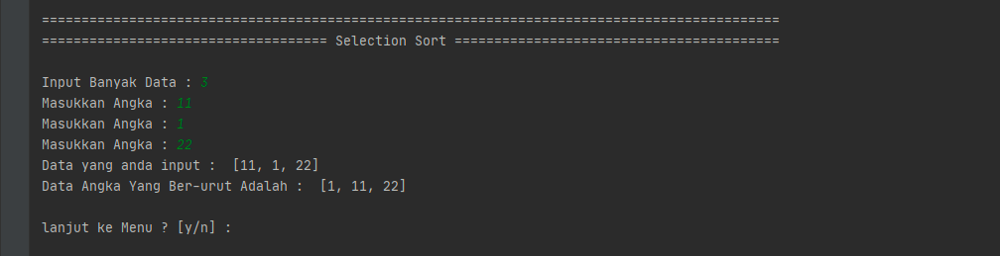 =============================================================================================
==================================== Selection Sort =========================================
Input Banyak Data : 3
Masukkan Angka : 11
Masukkan Angka : 1
Masukkan Angka : 22
Data yang anda input :  [11, 1, 22]
Data Angka Yang Ber-urut Adalah :  [1, 11, 22]
lanjut ke Menu ? [y/n] :